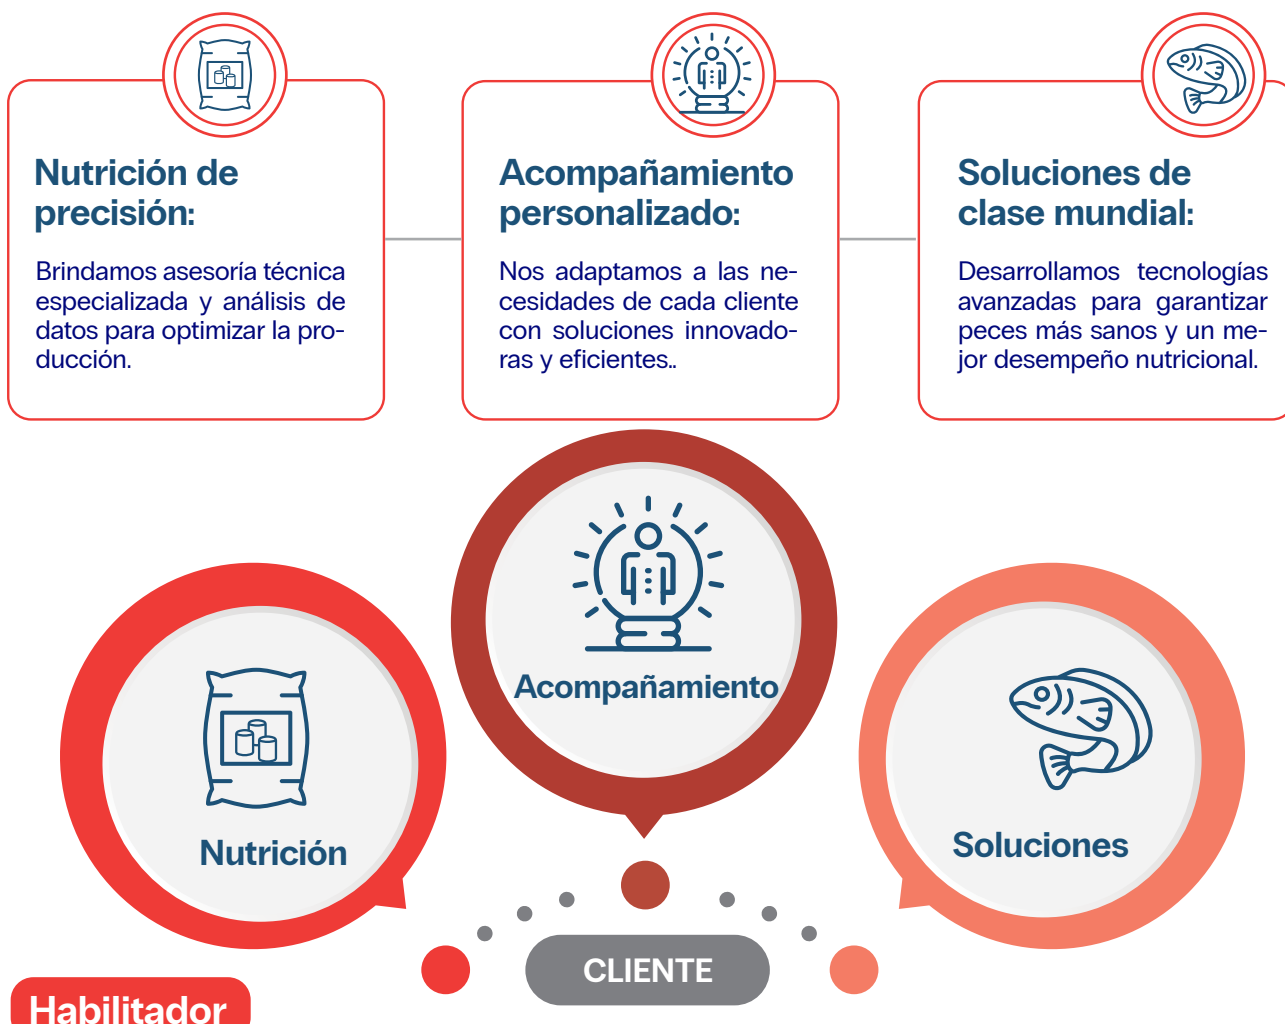 Nutrición de
precisión:
Brindamos asesoría técnica
especializada y análisis de
datos para optimizar la pro-
ducción.
Acompañamiento
personalizado:
Nos adaptamos a las ne-
cesidades de cada cliente
con soluciones innovado-
ras y eficientes..
Soluciones de
clase mundial:
Desarrollamos tecnologías
avanzadas para garantizar
peces más sanos y un me-
jor desempeño nutricional.
Acompañamiento
Nutrición
Soluciones
CLIENTE
Habilitador